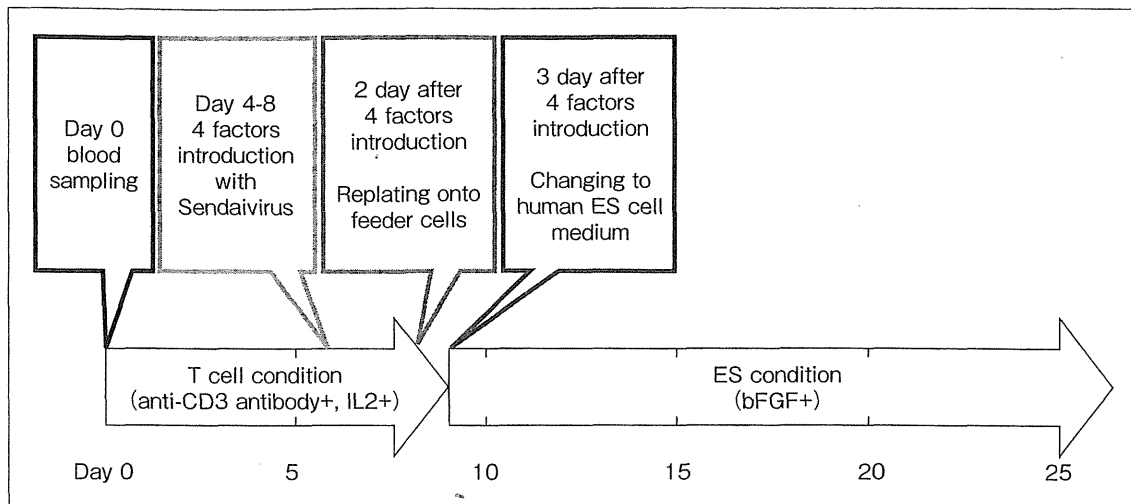 Day 0
blood
sampling
Day 4-8
4 factors
introduction
with
Sendaivirus
2 day after
4 factors
introduction
Replating onto
feeder cells
3 day after
4 factors
introduction
Changing to
human ES cell
medium
T cell condition
(anti-CD3 antibody+, IL2+)
ES condition
(bFGF+)
Day 0 5 10 15 20 25